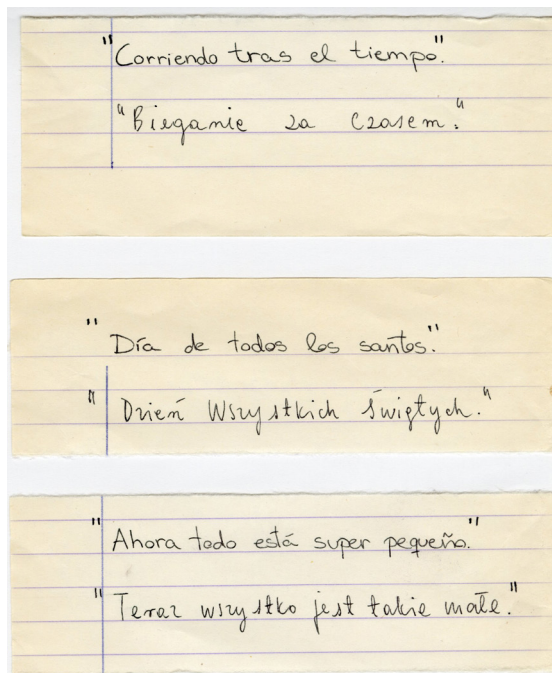 "Corriendo tras el tiempo".
"Bieganie za czasem."
"Día de todos los santos."
"Dzień Wszystkich Świętych."
"Ahora todo está super pequeño."
"Teraz wszystko jest takie małe."